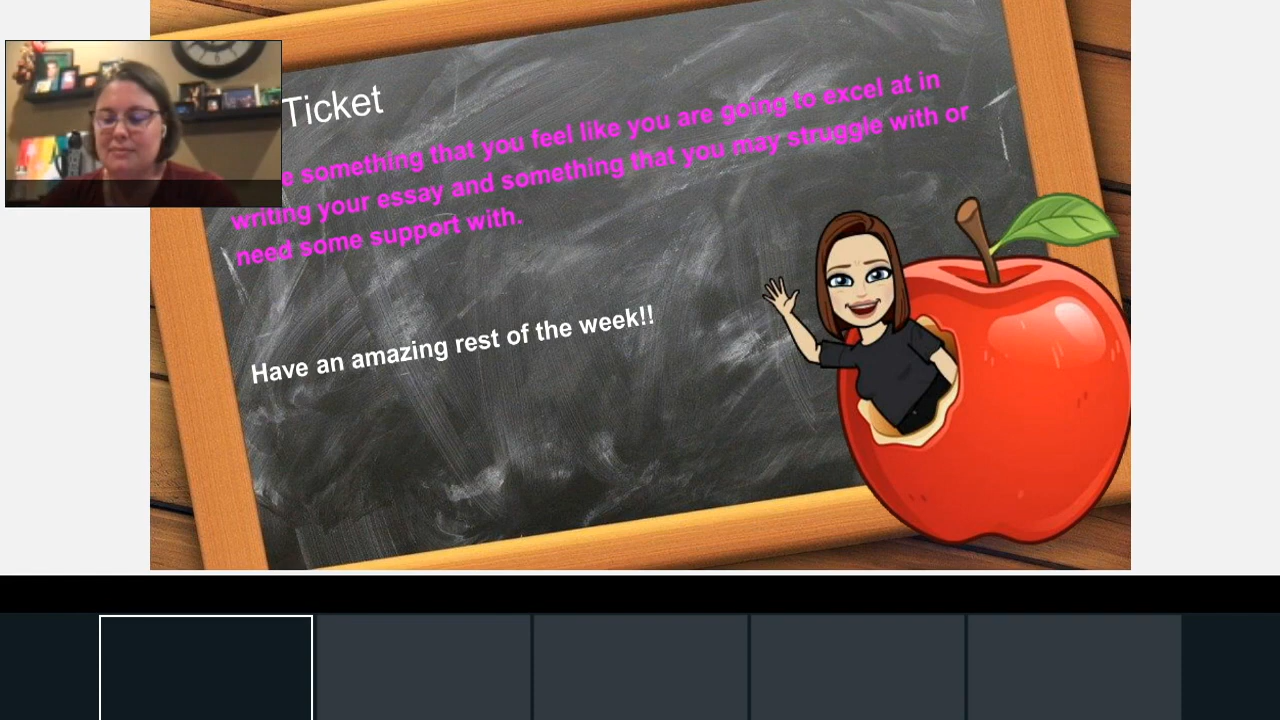 Ticket
something that you feel like you are going to excel at in
writing your essay and something that you may struggle with or
need some support with.
Have an amazing rest of the week!!